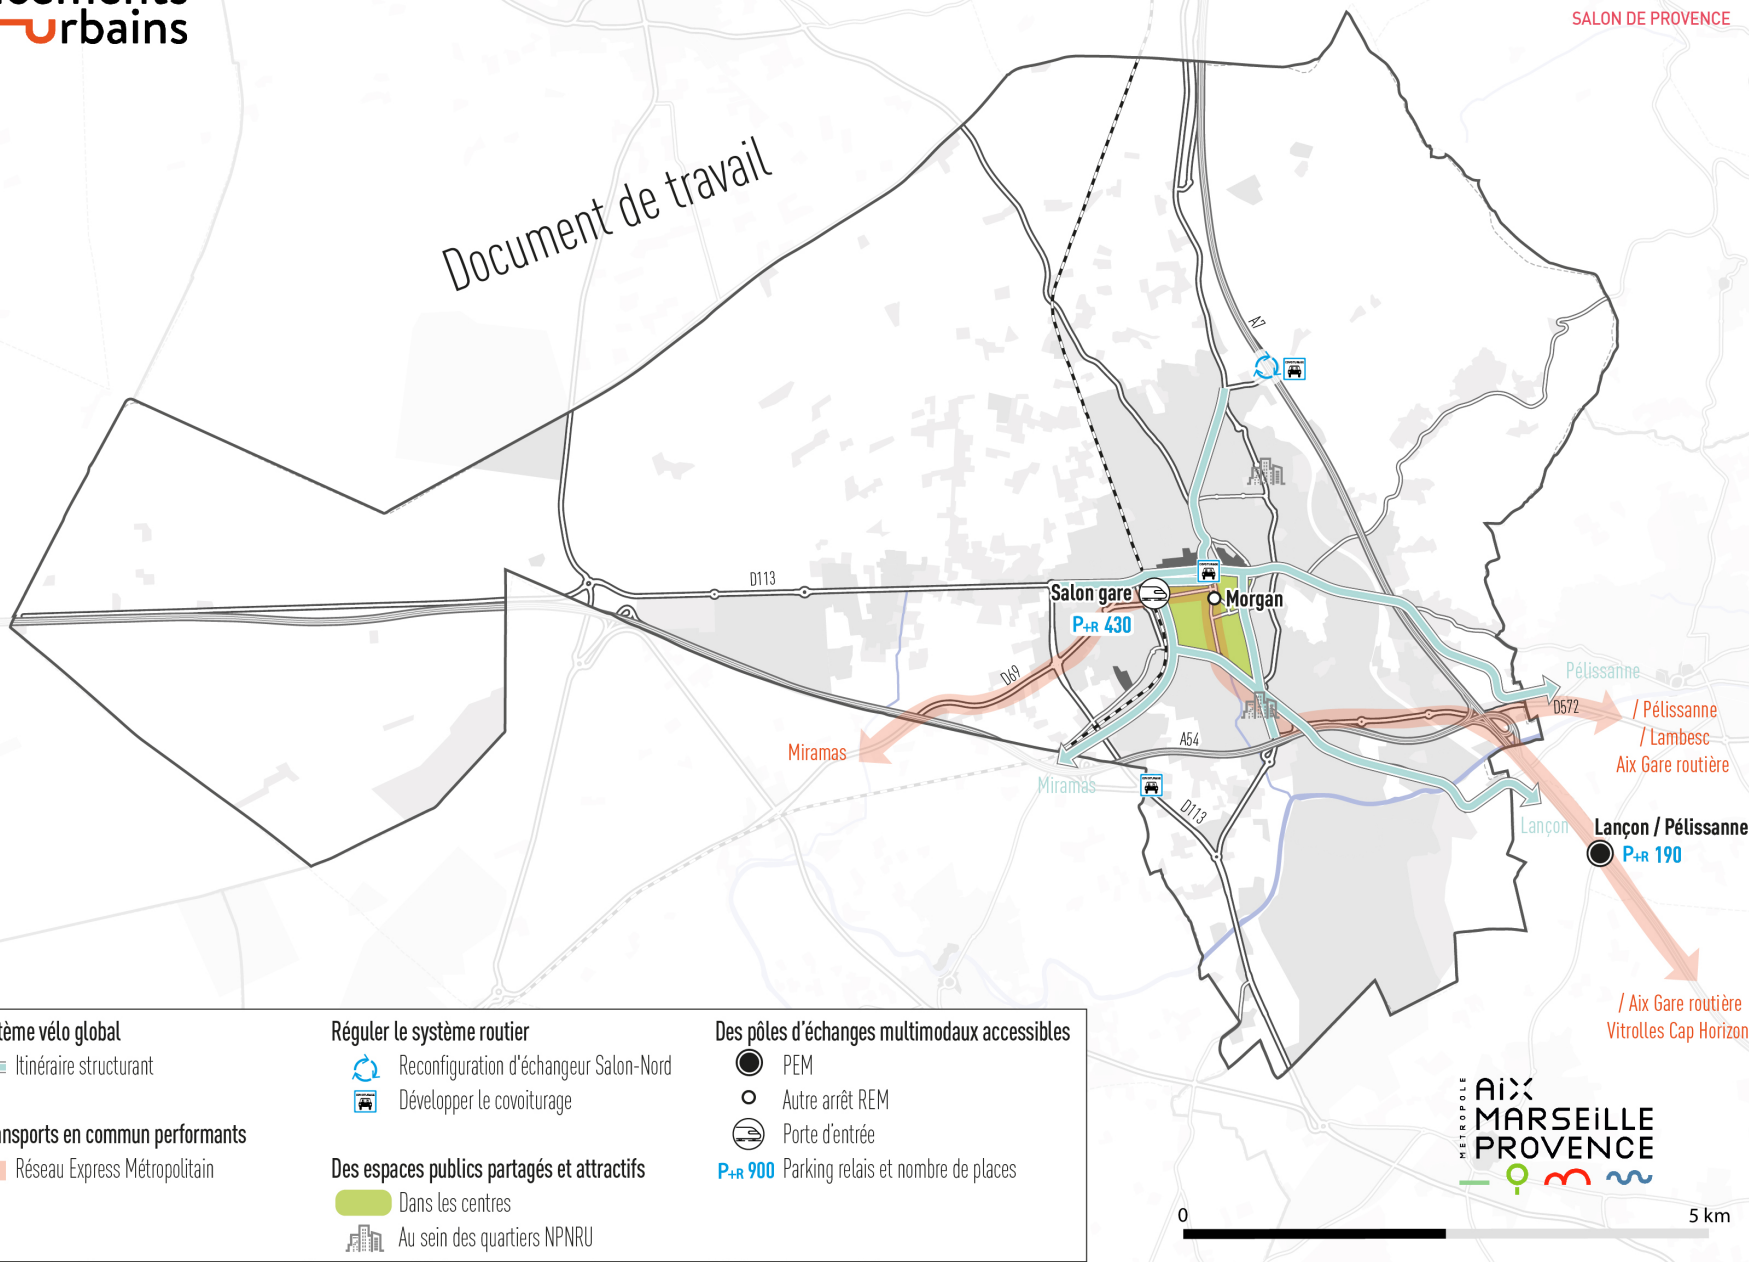 urbains
SALON DE PROVENCE
Document de travail
A7
D113
Salon gare
P+R 430
Morgan
D69
Miramas
A54
Miramas
D113
Pélissanne
D572
/ Pélissanne
/ Lambesc
Aix Gare routière
Lançon
Lançon / Pélissanne
P+R 190
/ Aix Gare routière
Vitrolles Cap Horizon
tème vélo global
Itinéraire structurant
ansports en commun performants
Réseau Express Métropolitain
Réguler le système routier
Reconfiguration d'échangeur Salon-Nord
Développer le covoiturage
Des espaces publics partagés et attractifs
Dans les centres
Au sein des quartiers NPNRU
Des pôles d'échanges multimodaux accessibles
PEM
Autre arrêt REM
Porte d'entrée
P+R 900 Parking relais et nombre de places
METROPOLE
AiX
MARSEiLLE
PROVENCE
0 5 km